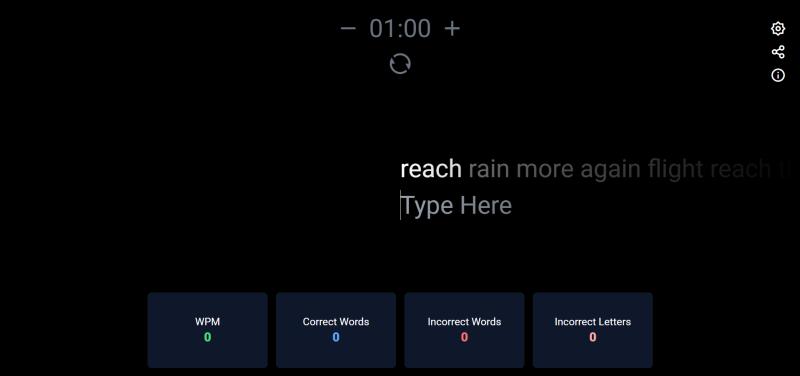 − 01:00 +
reach rain more again flight reach
Type Here
WPM
0
Correct Words
0
Incorrect Words
0
Incorrect Letters
0